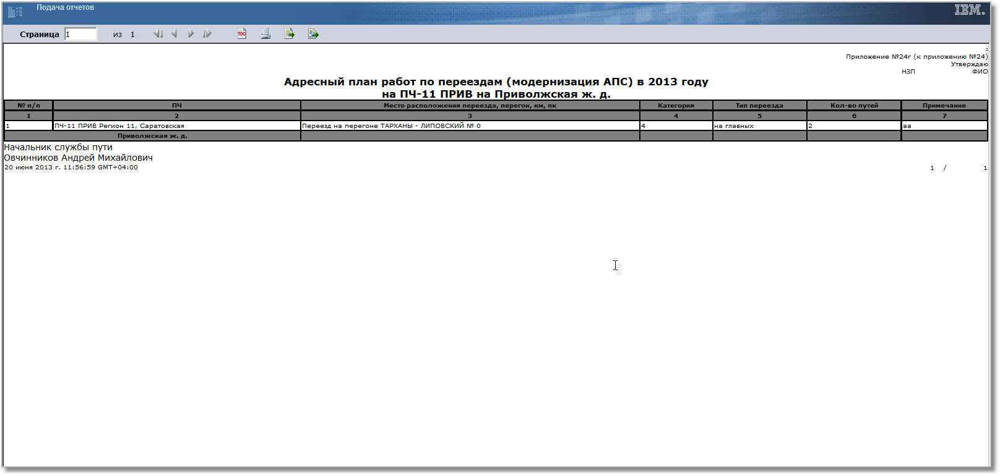 Подача отчетов
IBM.
Страница 1 из 1
TOC
:
Приложение №24г (к приложению №24)
Утверждаю
НЗП ФИО
Адресный план работ по переездам (модернизация АПС) в 2013 году
на ПЧ-11 ПРИВ на Приволжская ж. д.
№ п/п ПЧ Место расположения переезда, перегон, км, пк Категория Тип переезда Кол-во путей Примечание
1 2 3 4 5 6 7
1 ПЧ-11 ПРИВ Регион 11, Саратовская Переезд на перегоне ТАРХАНЫ - ЛИПОВСКИЙ № 0 4 на главных 2 аа
Приволжская ж. д.
Начальник службы пути
Овчинников Андрей Михайлович
20 июня 2013 г. 11:56:59 GMT+04:00 1 / 1